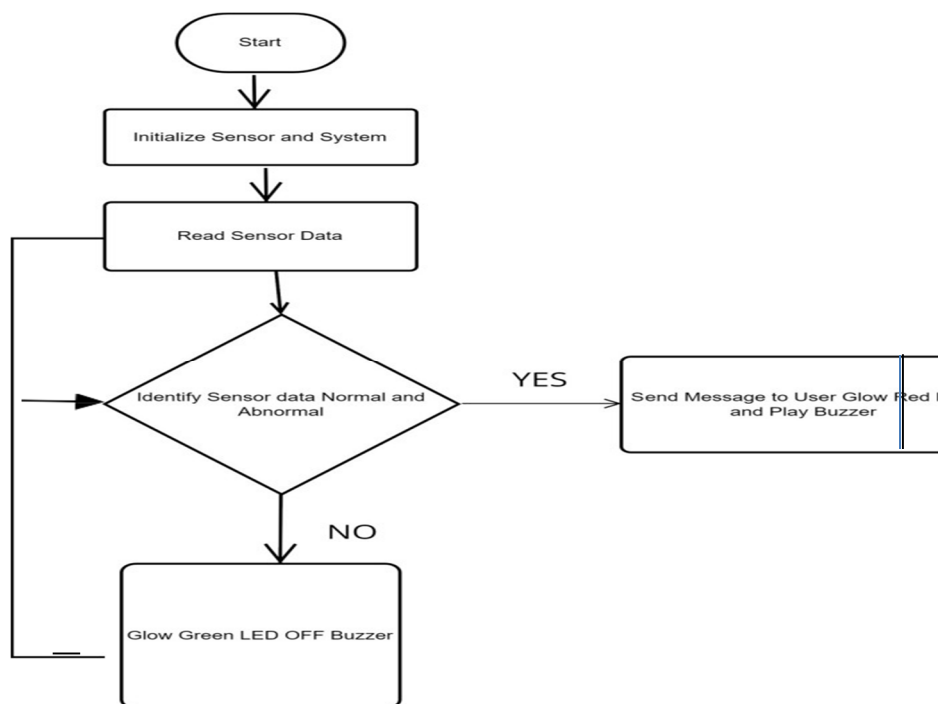 Start
Initialize Sensor and System
Read Sensor Data
Identify Sensor data Normal and
Abnormal
YES
Send Message to User Glow Red
and Play Buzzer
NO
Glow Green LED OFF Buzzer